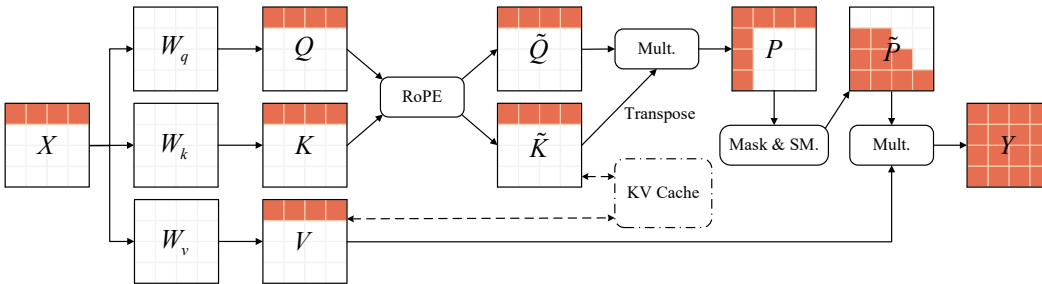 W_q
Q
Q̃
Mult.
P
P̃
RoPE
X
W_k
K
K̃
Transpose
Mask & SM.
Mult.
Y
KV Cache
W_v
V